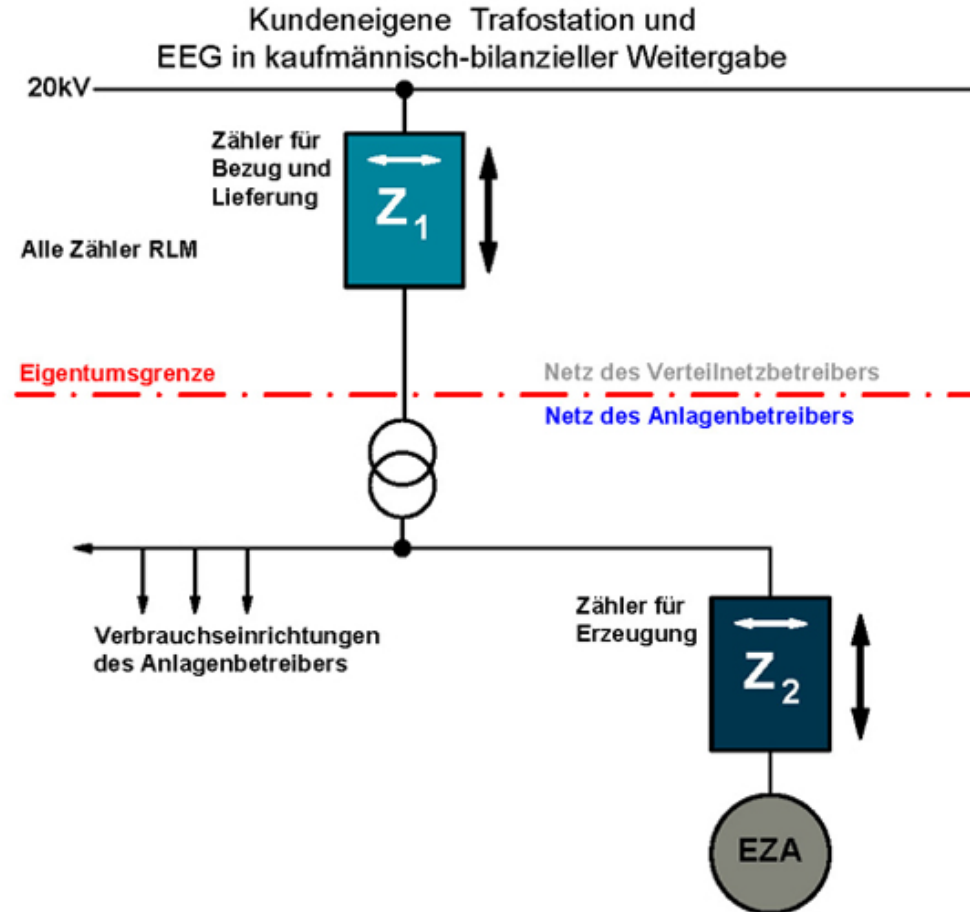 Kundeneigene Trafostation und
EEG in kaufmännisch-bilanzieller Weitergabe
20kV
Zähler für
Bezug und
Lieferung
Z1
Alle Zähler RLM
Eigentumsgrenze
Netz des Verteilnetzbetreibers
Netz des Anlagenbetreibers
Verbrauchseinrichtungen
des Anlagenbetreibers
Zähler für
Erzeugung
Z2
EZA